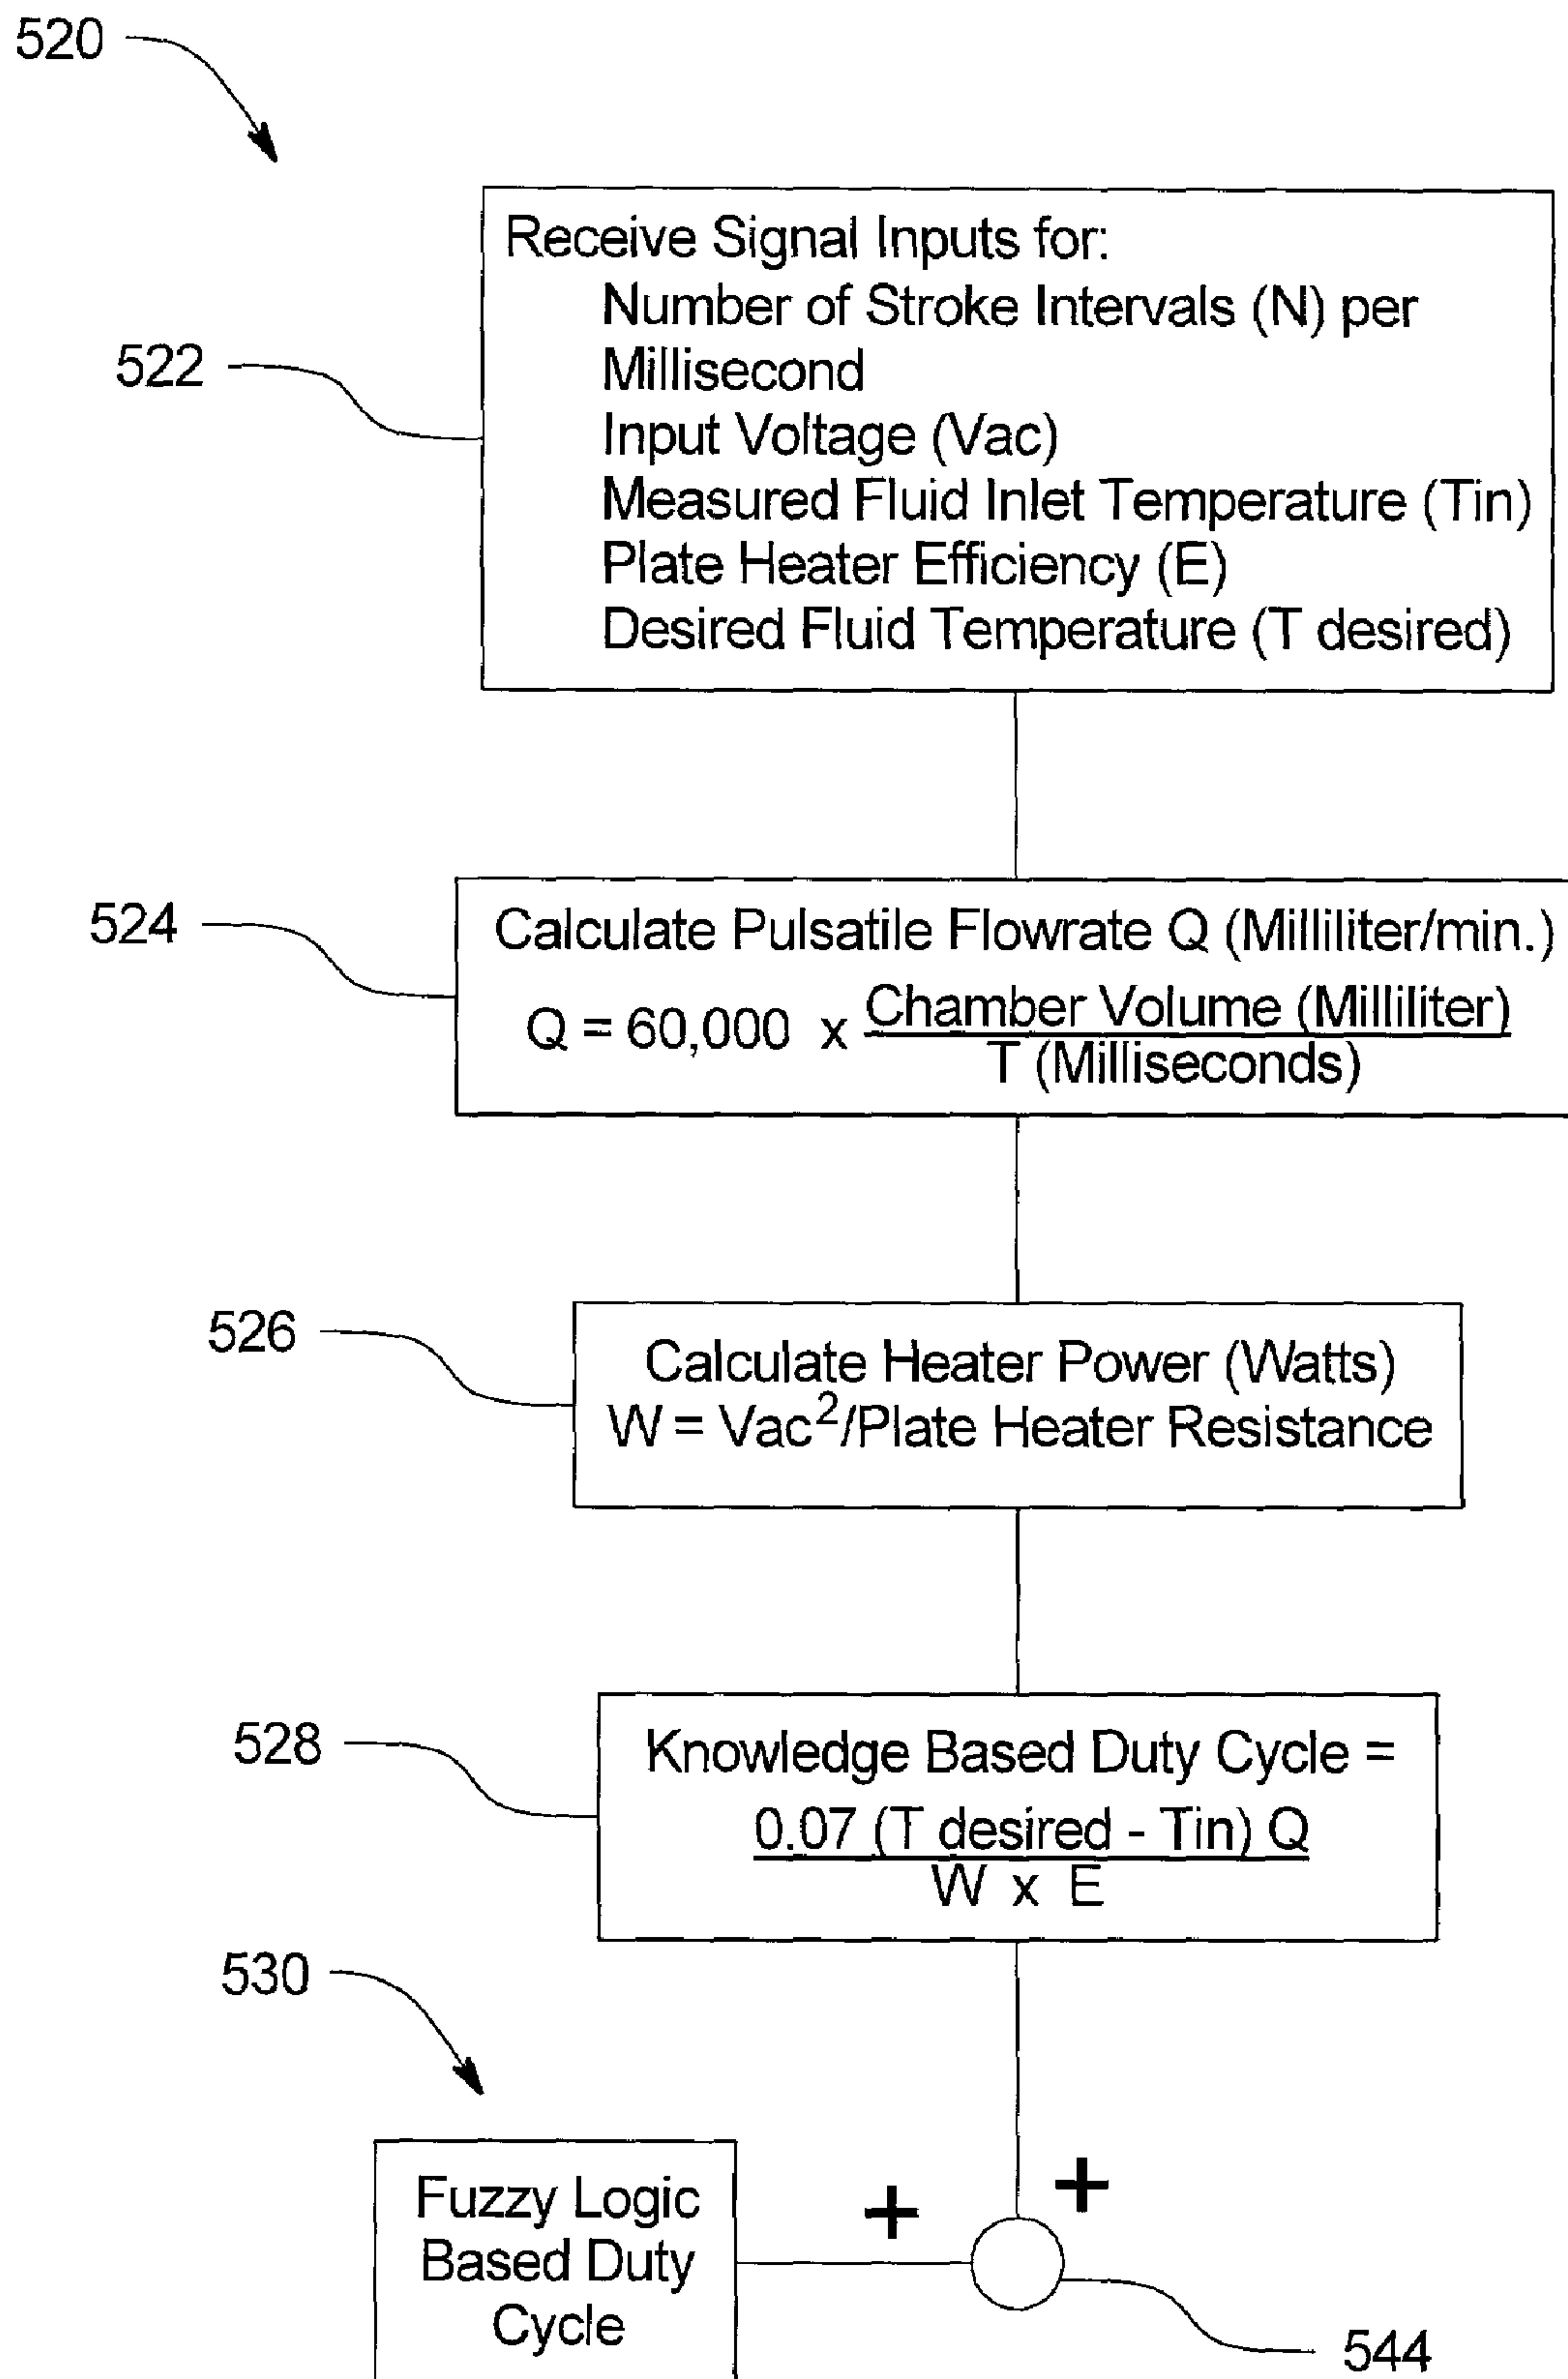 520
Receive Signal Inputs for:
Number of Stroke Intervals (N) per
Millisecond
522
Input Voltage (Vac)
Measured Fluid Inlet Temperature (Tin)
Plate Heater Efficiency (E)
Desired Fluid Temperature (T desired)
524
Calculate Pulsatile Flowrate Q (Milliliter/min.)
Q = 60,000 x Chamber Volume (Milliliter)
T (Milliseconds)
526
Calculate Heater Power (Watts)
W = Vac²/Plate Heater Resistance
528
Knowledge Based Duty Cycle =
0.07 (T desired - Tin) Q
W x E
530
+
+
Fuzzy Logic
Based Duty
Cycle
544